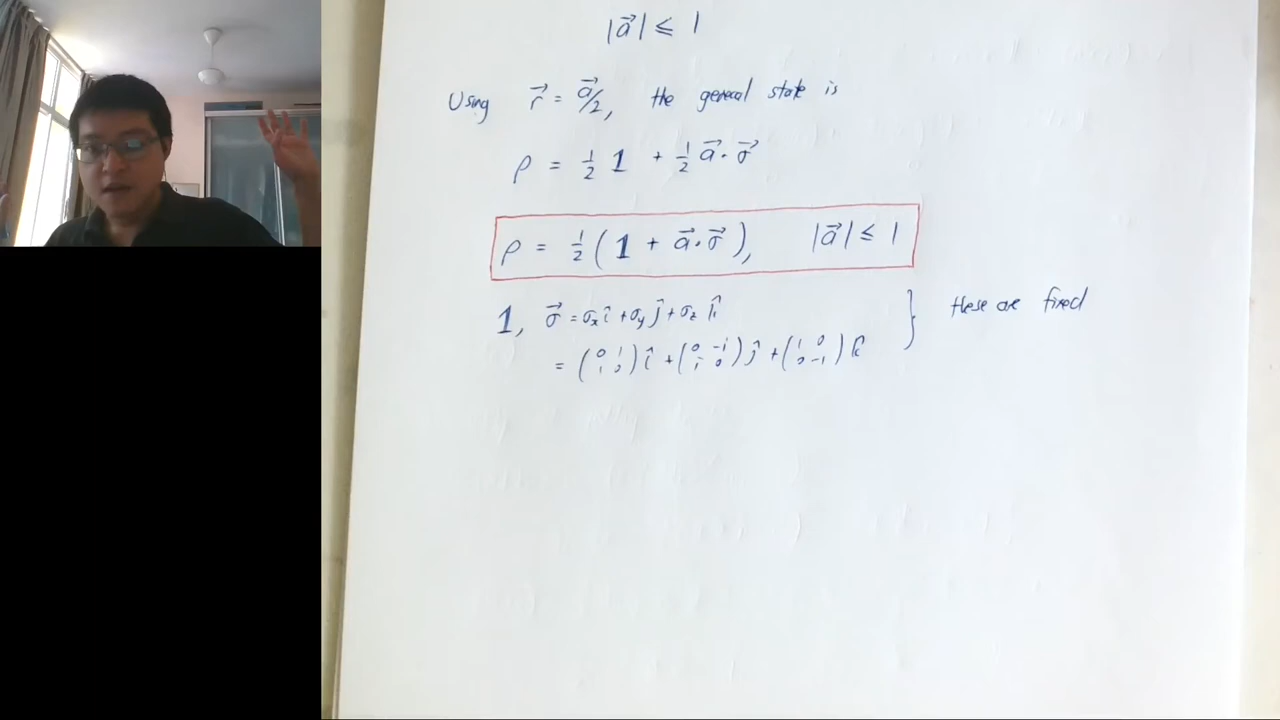 |a⃗| ≤ 1
Using r⃗ = a⃗/2, the general state is
ρ = 1/2 𝟏 + 1/2 a⃗·σ⃗
ρ = 1/2 ( 𝟏 + a⃗·σ⃗ ), |a⃗| ≤ 1
𝟏, σ⃗ = σx î + σy ĵ + σz k̂ } these are fixed
= (0 1; 1 0) î + (0 -i; i 0) ĵ + (1 0; 0 -1) k̂